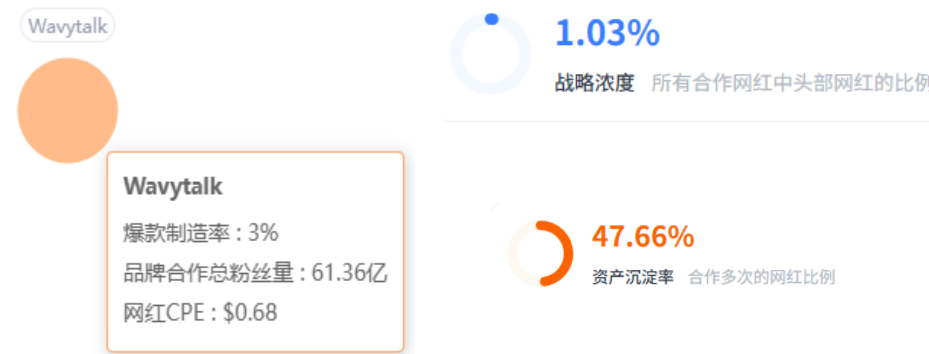 Wavytalk
Wavytalk
爆款制造率 : 3%
品牌合作总粉丝量 : 61.36亿
网红CPE : $0.68
1.03%
战略浓度 所有合作网红中头部网红的比例
47.66%
资产沉淀率 合作多次的网红比例